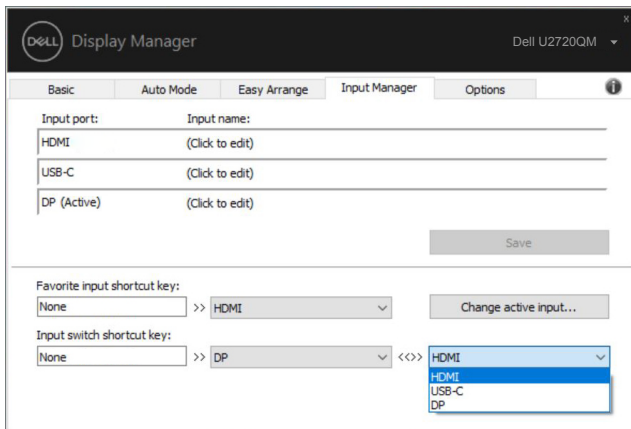 x
DELL Display Manager Dell U2720QM
Basic Auto Mode Easy Arrange Input Manager Options i
Input port: Input name:
HDMI (Click to edit)
USB-C (Click to edit)
DP (Active) (Click to edit)
Save
Favorite input shortcut key:
None >> HDMI Change active input...
Input switch shortcut key:
None >> DP <<>> HDMI
HDMI
USB-C
DP